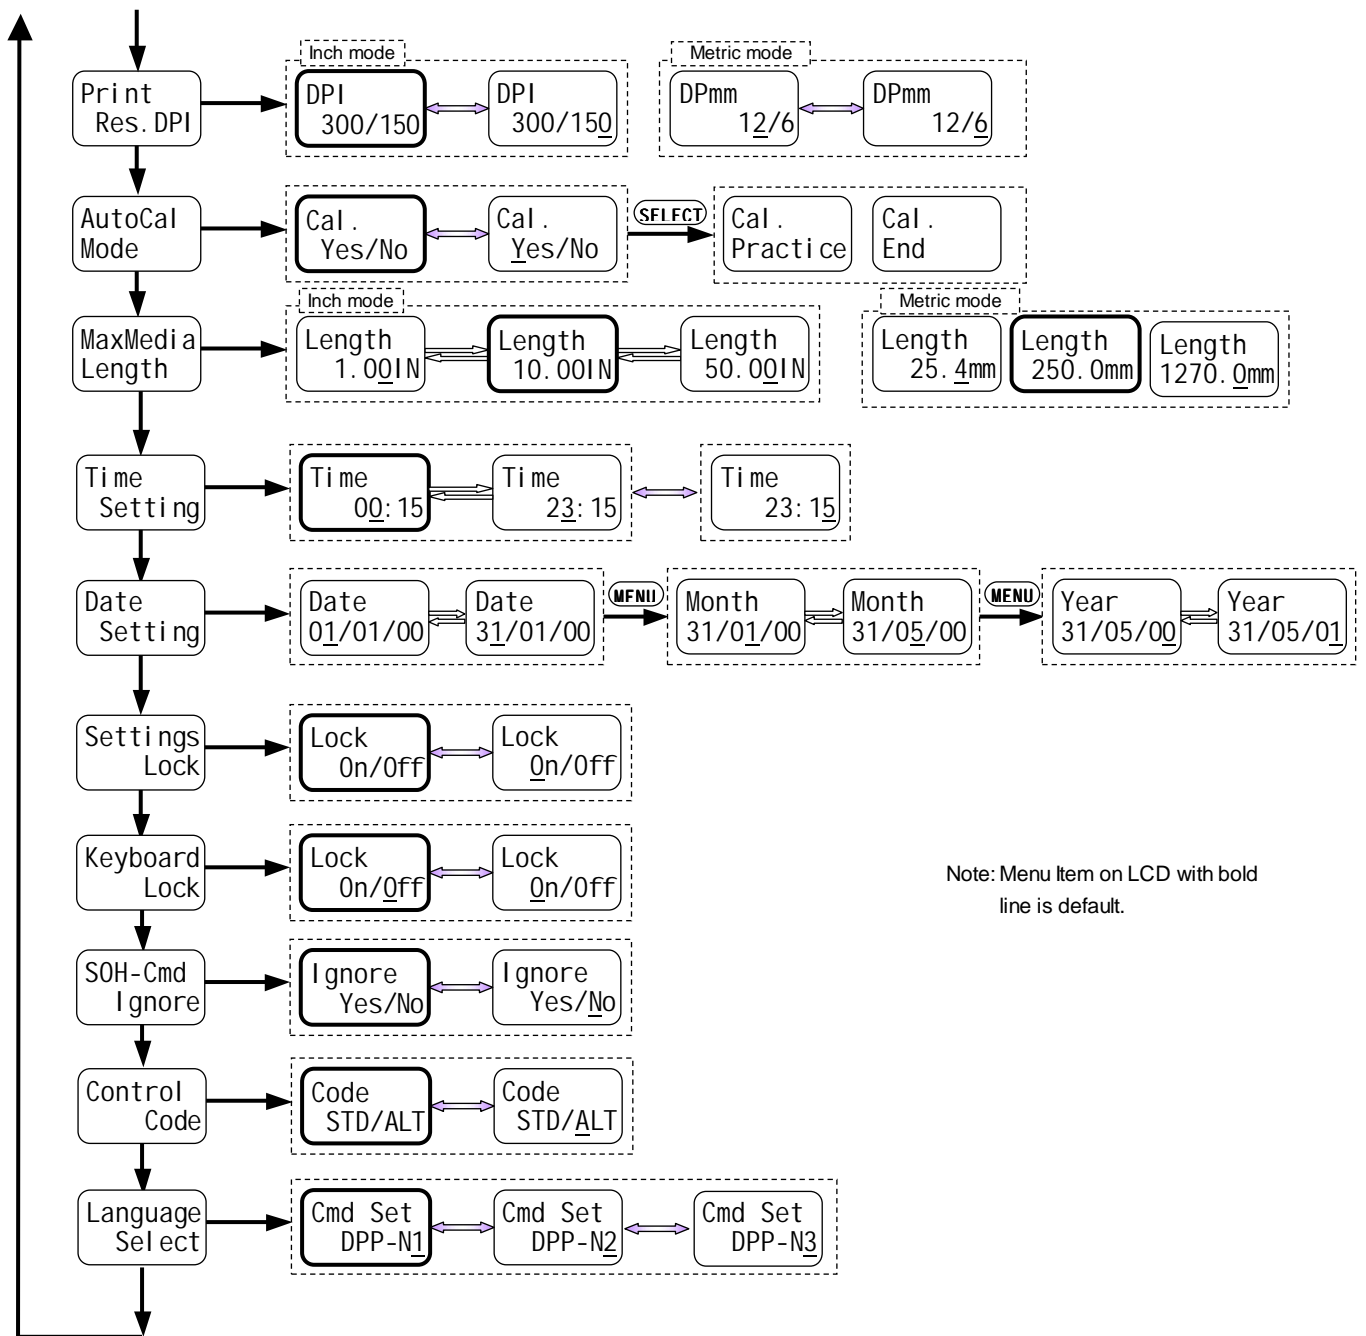 Inch mode
Metric mode
Print
Res.DPI
DPI
300/150
DPI
300/150
DPmm
12/6
DPmm
12/6
AutoCal
Mode
Cal.
Yes/No
Cal.
Yes/No
SELECT
Cal.
Practice
Cal.
End
Inch mode
Metric mode
MaxMedia
Length
Length
1.00IN
Length
10.00IN
Length
50.00IN
Length
25.4mm
Length
250.0mm
Length
1270.0mm
Time
Setting
Time
00:15
Time
23:15
Time
23:15
Date
Setting
Date
01/01/00
Date
31/01/00
MENU
Month
31/01/00
Month
31/05/00
MENU
Year
31/05/00
Year
31/05/01
Settings
Lock
Lock
On/Off
Lock
On/Off
Keyboard
Lock
Lock
On/Off
Lock
On/Off
Note: Menu Item on LCD with bold
line is default.
SOH-Cmd
Ignore
Ignore
Yes/No
Ignore
Yes/No
Control
Code
Code
STD/ALT
Code
STD/ALT
Language
Select
Cmd Set
DPP-N1
Cmd Set
DPP-N2
Cmd Set
DPP-N3